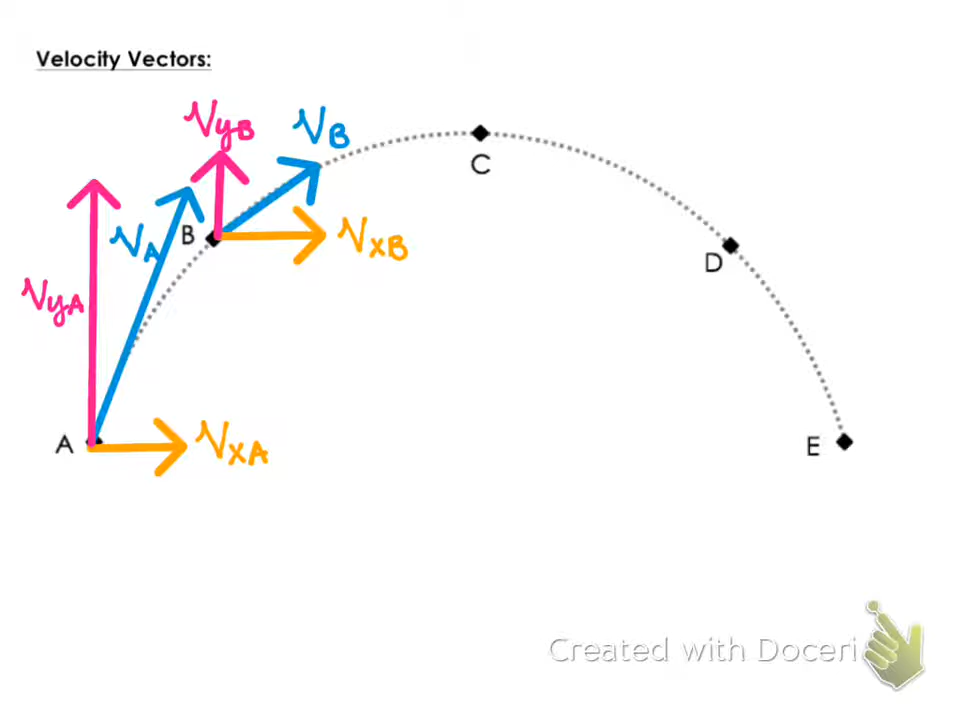 Velocity Vectors:
VyB
VB
C
VA
B
VxB
D
VyA
A
VxA
E
Created with Doceri